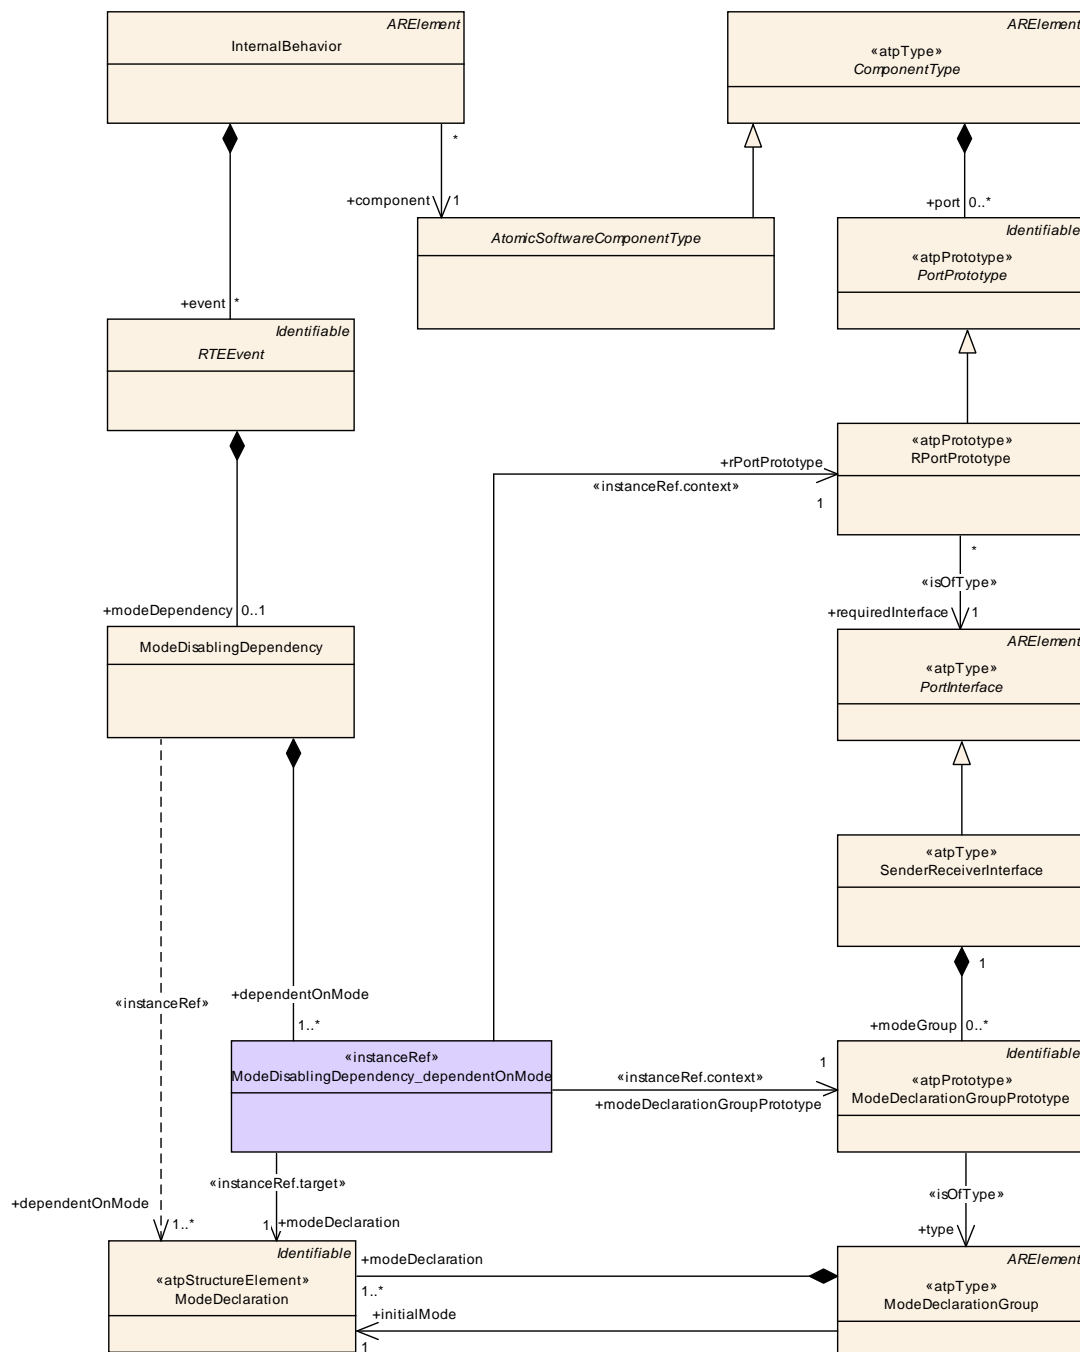 ARElement
InternalBehavior
ARElement
«atpType»
ComponentType
*
+component
1
+port
0..*
AtomicSoftwareComponentType
Identifiable
«atpPrototype»
PortPrototype
+event
*
Identifiable
RTEEvent
«atpPrototype»
RPortPrototype
+rPortPrototype
«instanceRef.context»
1
*
«isOfType»
+requiredInterface
1
+modeDependency
0..1
ModeDisablingDependency
ARElement
«atpType»
PortInterface
«atpType»
SenderReceiverInterface
1
+modeGroup
0..*
«instanceRef»
+dependentOnMode
1..*
«instanceRef»
ModeDisablingDependency_dependentOnMode
1
«instanceRef.context»
+modeDeclarationGroupPrototype
Identifiable
«atpPrototype»
ModeDeclarationGroupPrototype
«instanceRef.target»
«isOfType»
+dependentOnMode
1..*
1
+modeDeclaration
+type
Identifiable
«atpStructureElement»
ModeDeclaration
+modeDeclaration
1..*
+initialMode
1
ARElement
«atpType»
ModeDeclarationGroup